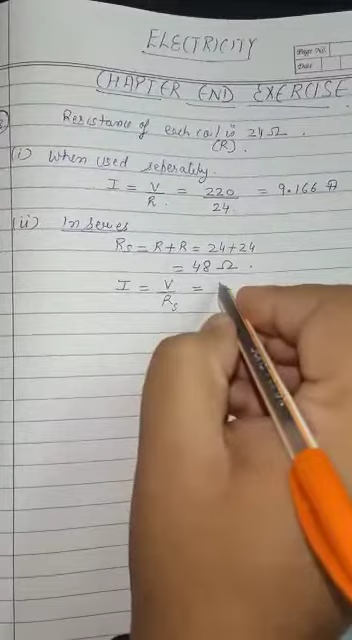 ELECTRICITY
Page No.
Date
CHAPTER END EXERCISE
Resistance of each coil is 24 Ω.
(R)
(i) When used seperatly.
I = V/R = 220/24 = 9.166 A
(ii) In series
Rs = R + R = 24 + 24
= 48 Ω.
I = V/Rs =